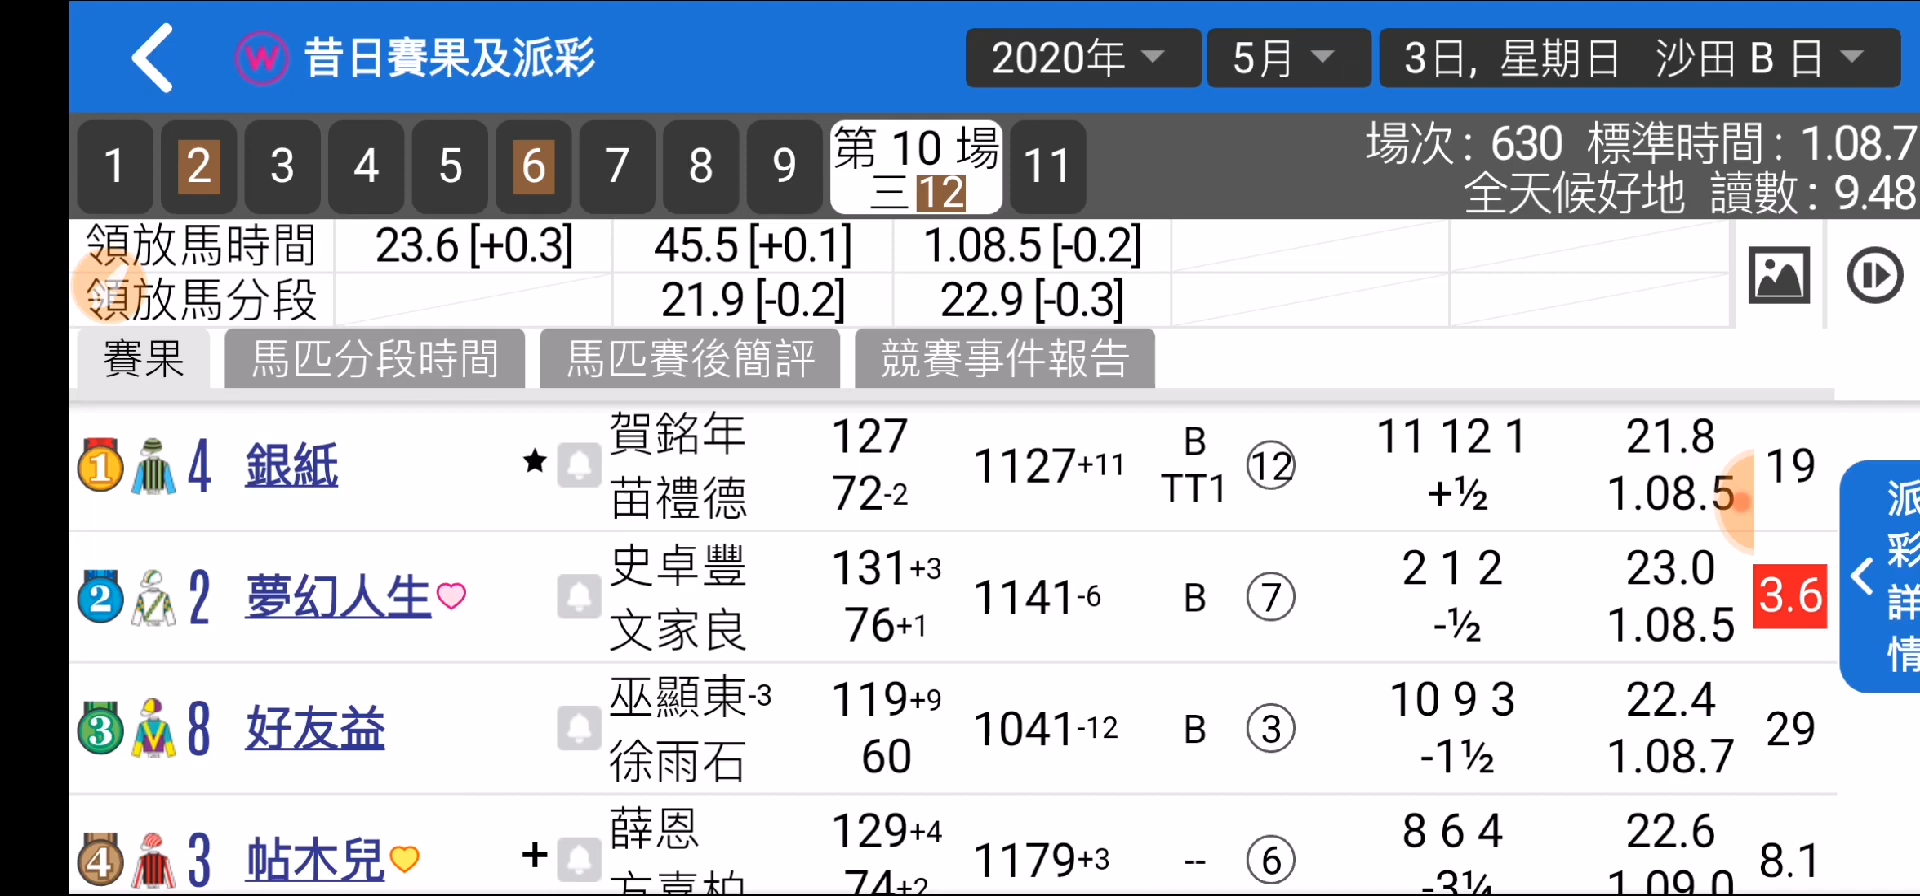 昔日賽果及派彩 2020年 5月 3日, 星期日 沙田 B 日
1 2 3 4 5 6 7 8 9 第 10 場 三 12 11
場次 : 630 標準時間 : 1.08.7
全天候好地 讀數 : 9.48
領放馬時間 23.6 [+0.3] 45.5 [+0.1] 1.08.5 [-0.2]
領放馬分段 21.9 [-0.2] 22.9 [-0.3]
賽果 馬匹分段時間 馬匹賽後簡評 競賽事件報告
1 4 銀紙 ★ 賀銘年 127 1127+11 B ⑫ 11 12 1 21.8 19
苗禮德 72-2 TT1 +½ 1.08.5
2 2 夢幻人生 史卓豐 131+3 1141-6 B ⑦ 2 1 2 23.0 3.6
文家良 76+1 -½ 1.08.5
3 8 好友益 巫顯東-3 119+9 1041-12 B ③ 10 9 3 22.4 29
徐雨石 60 -1½ 1.08.7
4 3 帖木兒 + 薛恩 129+4 1179+3 -- ⑥ 8 6 4 22.6 8.1
方嘉柏 74+2 -3¼ 1.09.0
派彩詳情